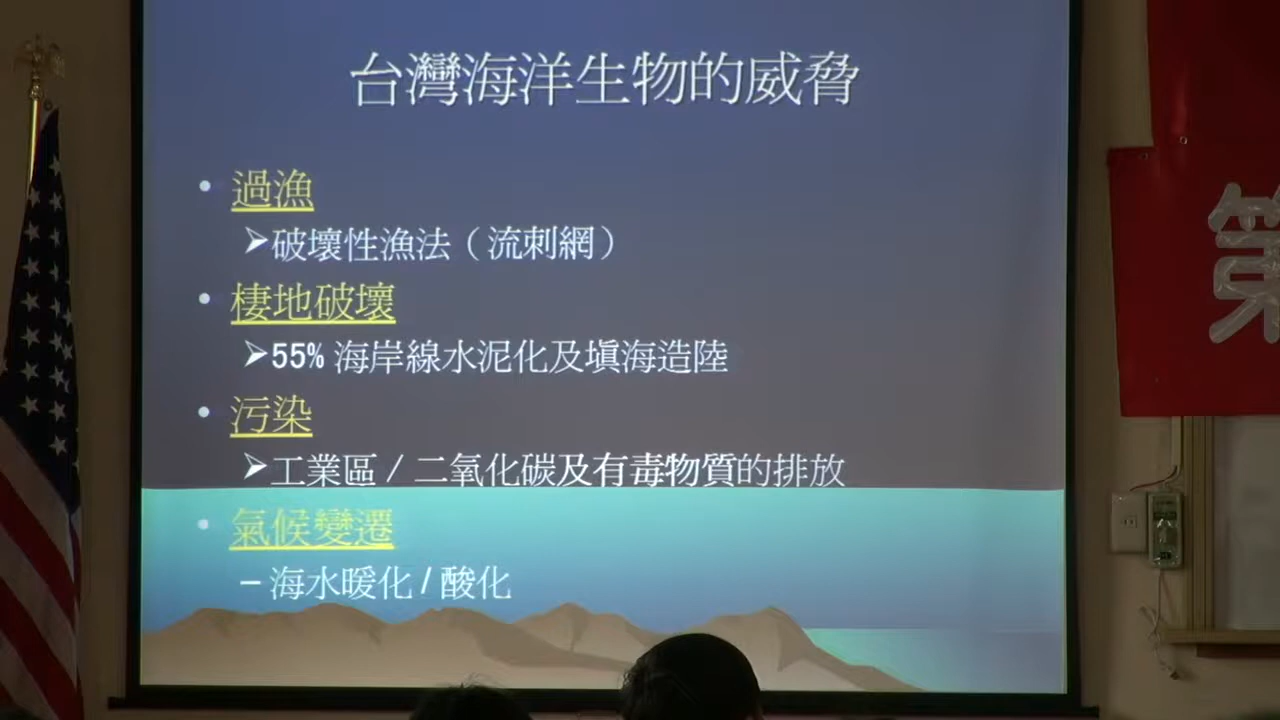 台灣海洋生物的威脅
• 過漁
➢破壞性漁法（流刺網）
• 棲地破壞
➢55% 海岸線水泥化及填海造陸
• 污染
➢工業區 / 二氧化碳及有毒物質的排放
• 氣候變遷
– 海水暖化 / 酸化
第